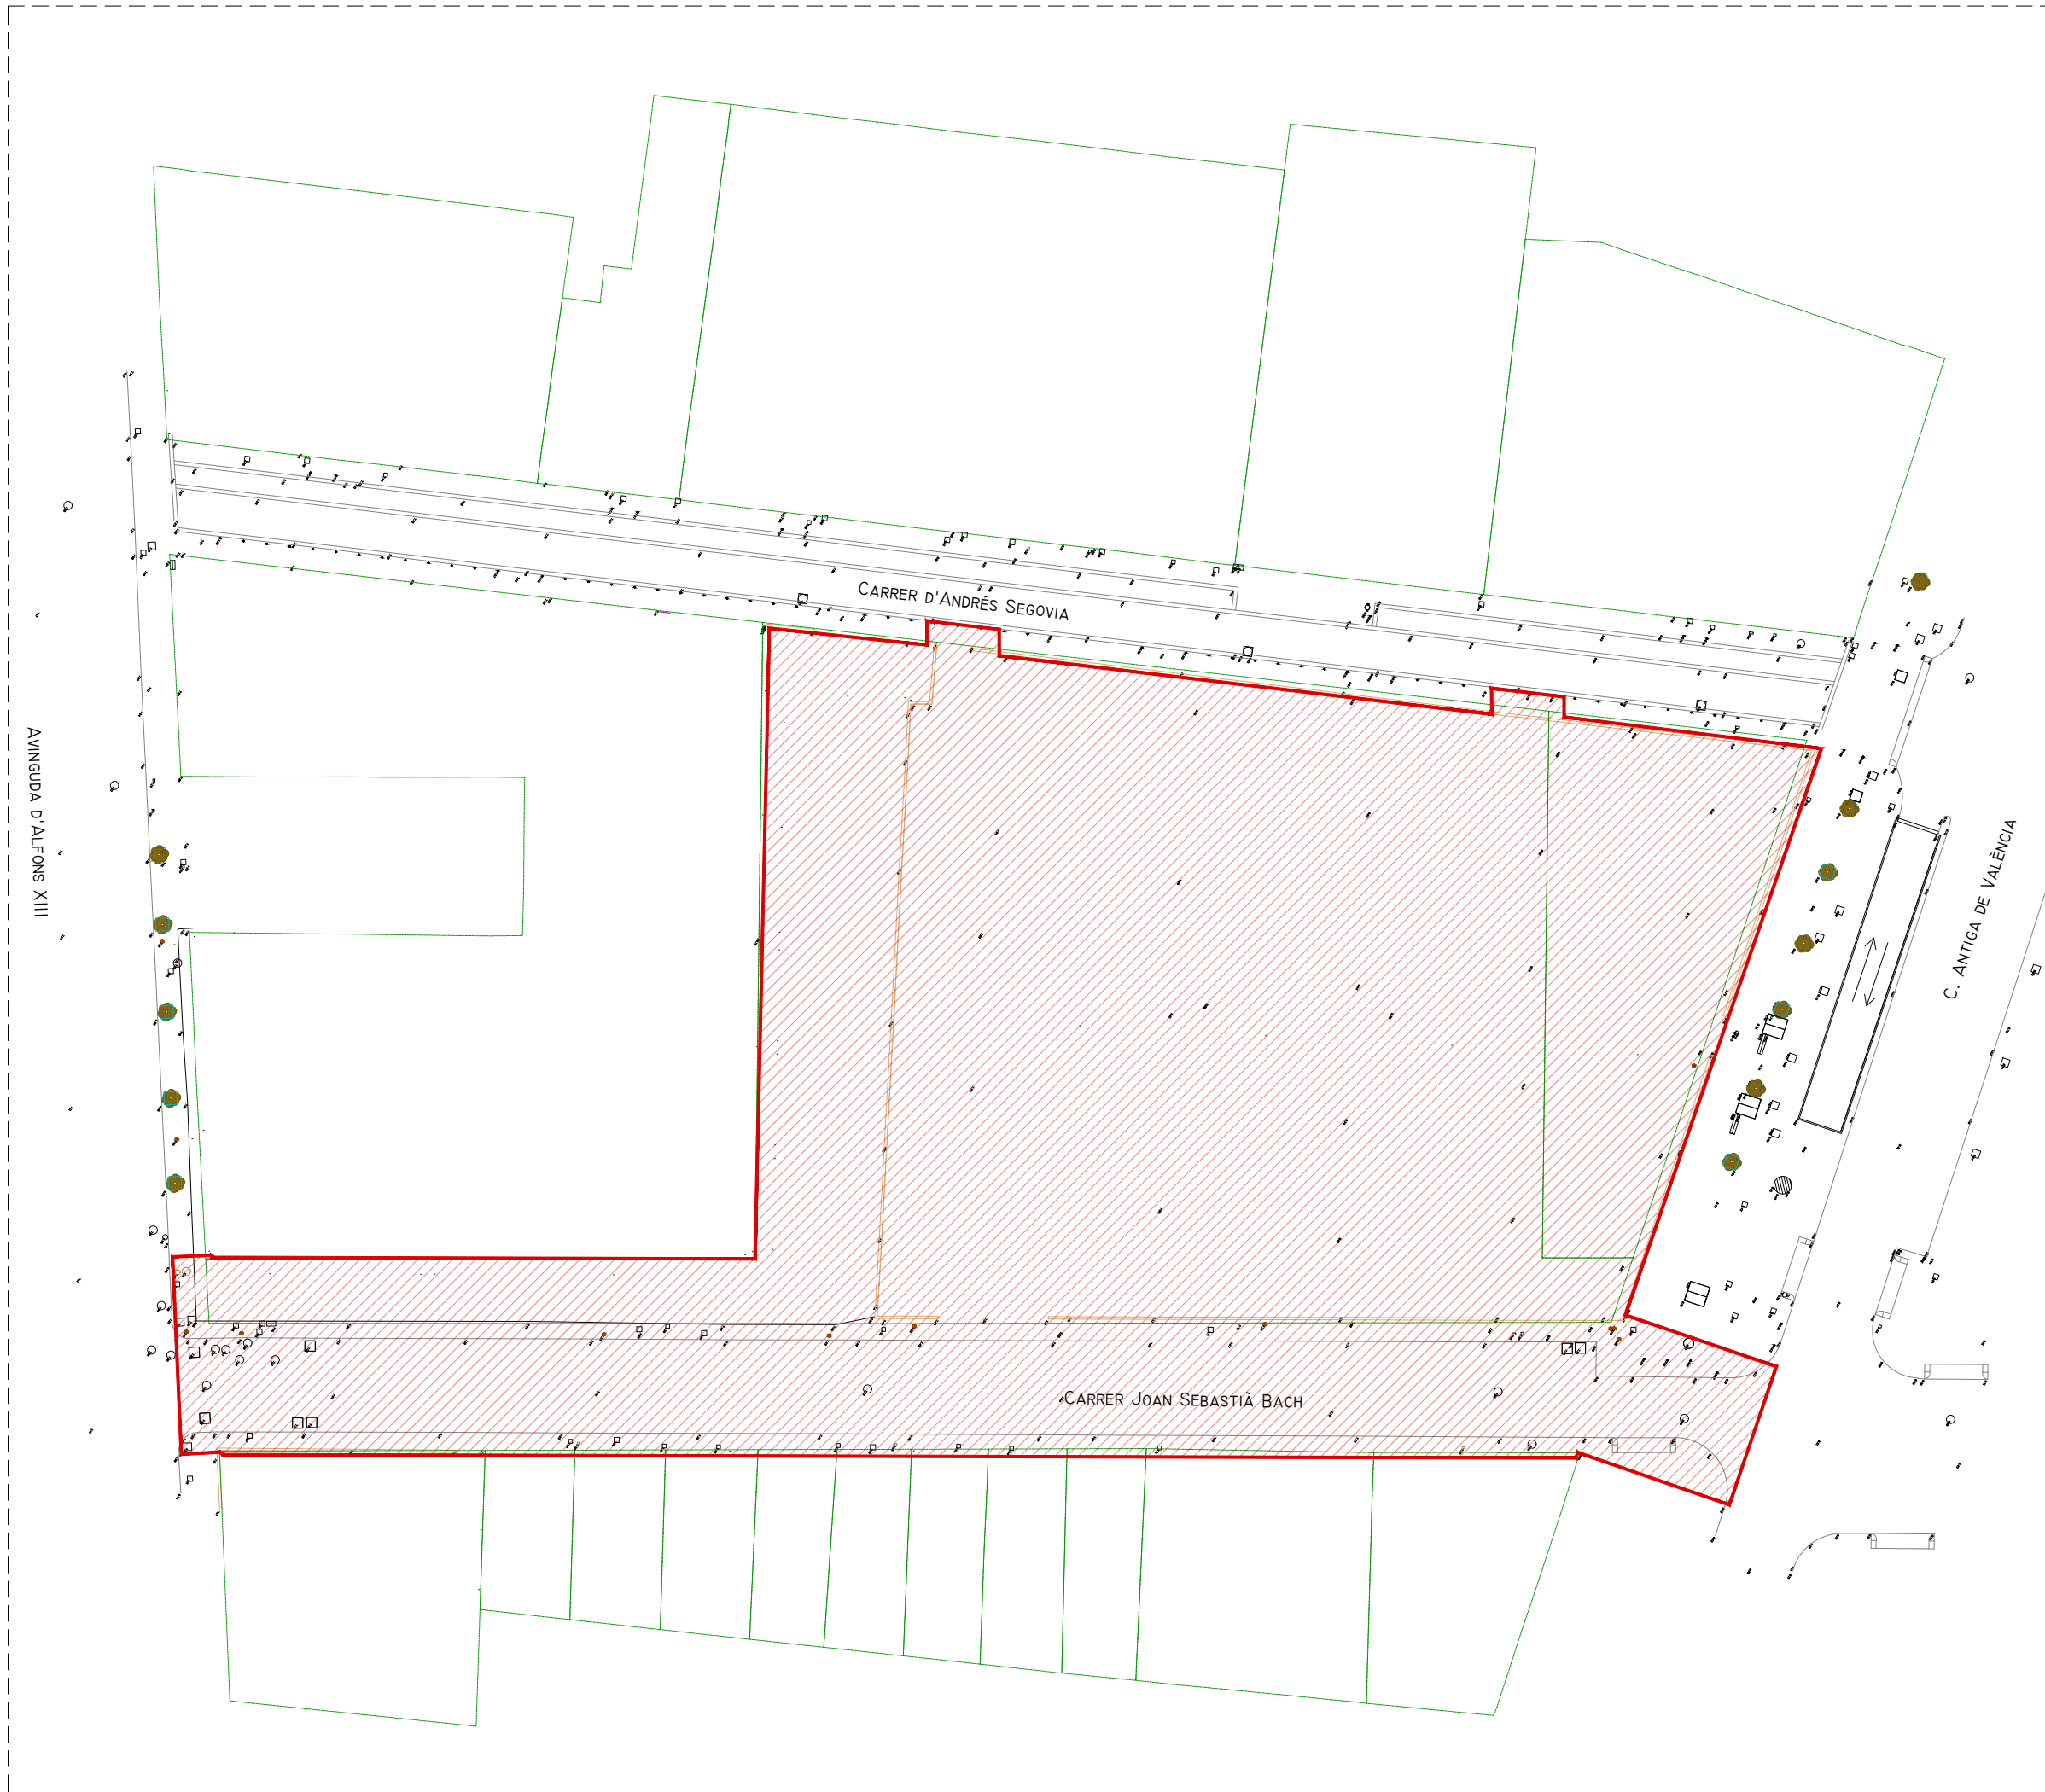 CARRER D'ANDRÉS SEGOVIA
AVINGUDA D'ALFONS XIII
C. ANTIGA DE VALÈNCIA
CARRER JOAN SEBASTIÀ BACH